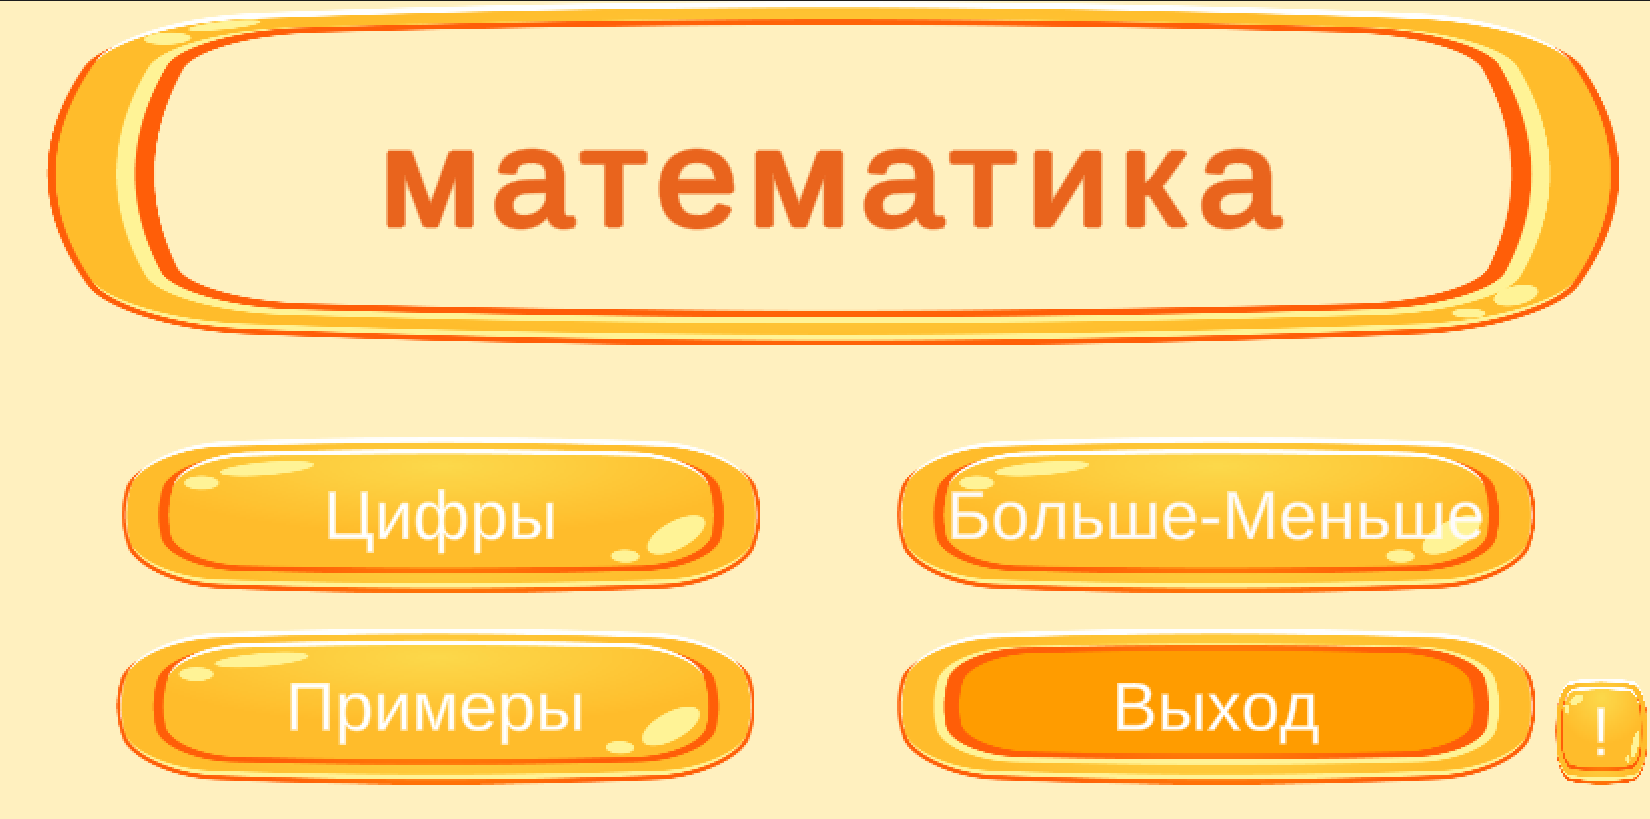 математика
Цифры
Больше-Меньше
Примеры
Выход
!